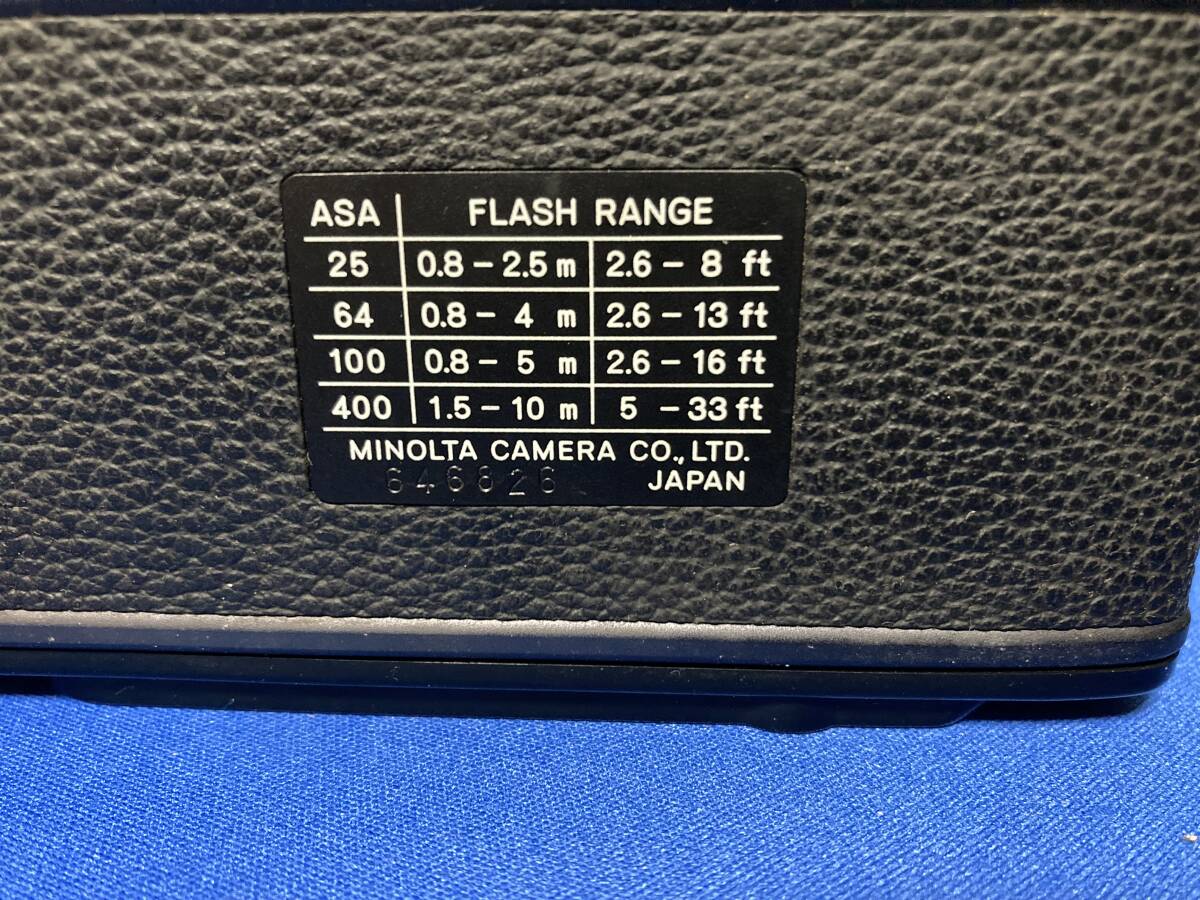 ASA FLASH RANGE
25 0.8 - 2.5 m 2.6 - 8 ft
64 0.8 - 4 m 2.6 - 13 ft
100 0.8 - 5 m 2.6 - 16 ft
400 1.5 - 10 m 5 - 33 ft
MINOLTA CAMERA CO., LTD.
646826 JAPAN